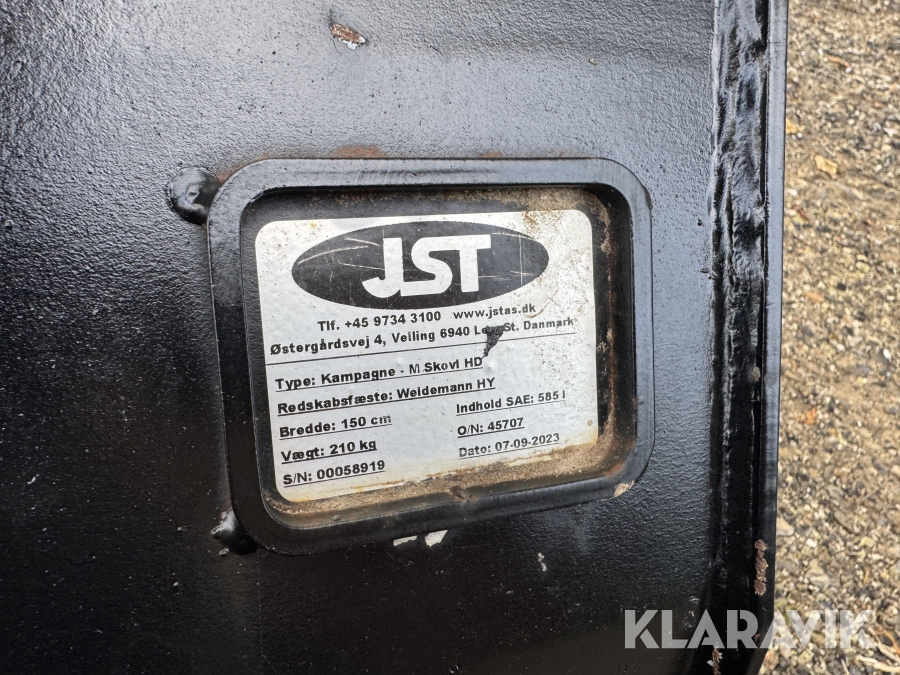 JST
Tlf. +45 9734 3100 www.jstas.dk
Østergårdsvej 4, Veiling 6940 St. Danmark
Type: Kampagne - M Skovl HD
Redskabsfæste: Weidemann HY
Bredde: 150 cm Indhold SAE: 585 l
Vægt: 210 kg O/N: 45707
S/N: 00058919 Dato: 07-09-2023
KLARAVIK